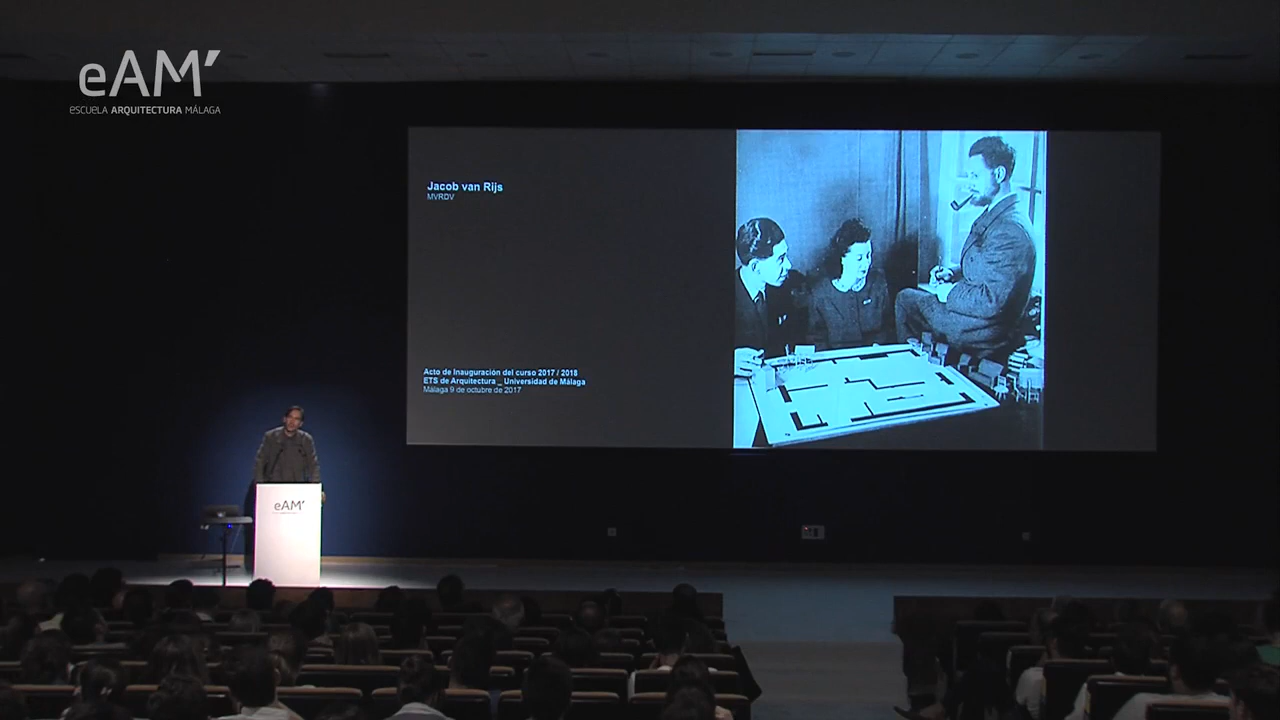 eAM'
ESCUELA ARQUITECTURA MÁLAGA
Jacob van Rijs
MVRDV
Acto de Inauguración del curso 2017 / 2018
ETS de Arquitectura _ Universidad de Málaga
Málaga 9 de octubre de 2017
eAM'